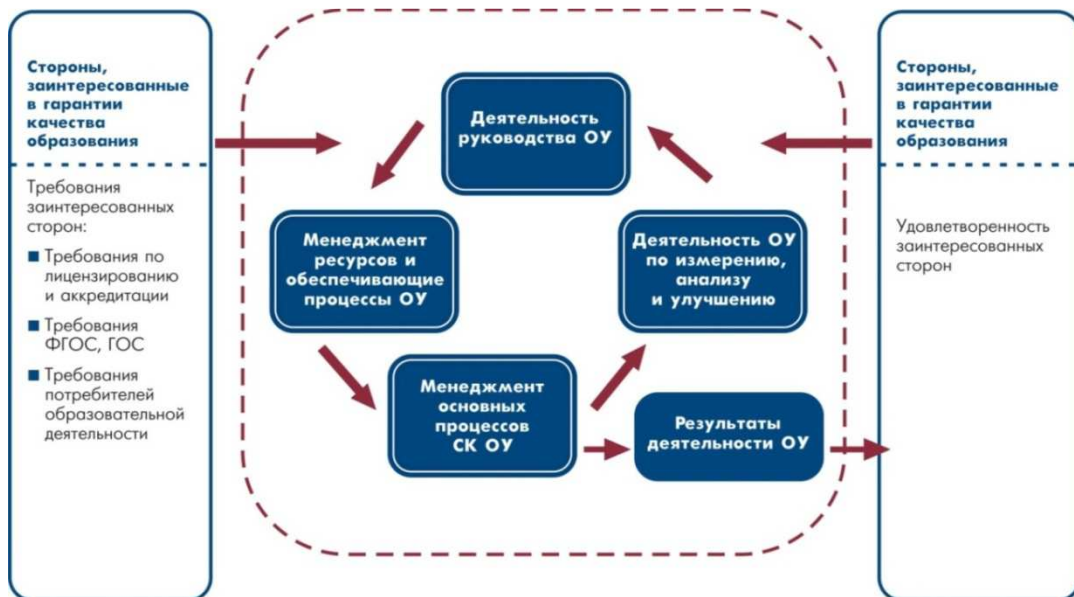 Стороны,
заинтересованные
в гарантии
качества
образования
Требования
заинтересованных
сторон:
Требования по
лицензированию
и аккредитации
Требования
ФГОС, ГОС
Требования
потребителей
образовательной
деятельности
Деятельность
руководства ОУ
Менеджмент
ресурсов и
обеспечивающие
процессы ОУ
Деятельность ОУ
по измерению,
анализу
и улучшению
Менеджмент
основных
процессов
СК ОУ
Результаты
деятельности ОУ
Стороны,
заинтересованные
в гарантии
качества
образования
Удовлетворенность
заинтересованных
сторон